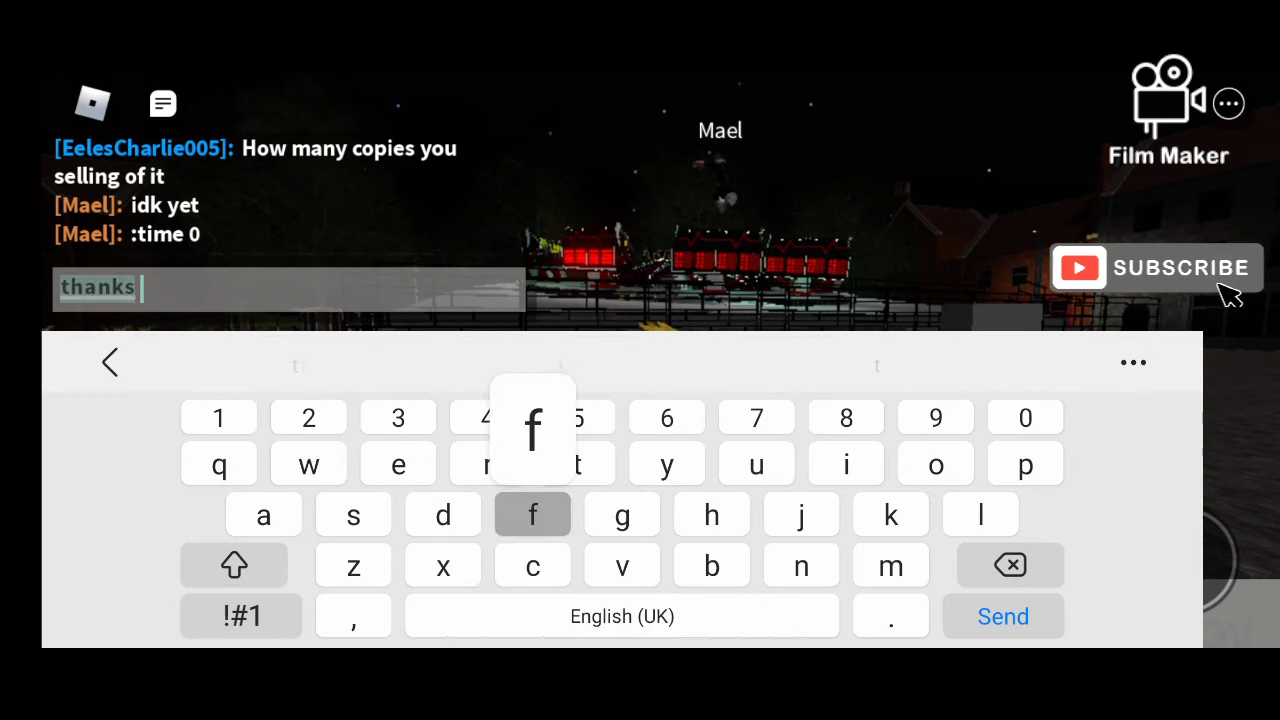 Mael
Film Maker
[EelesCharlie005]: How many copies you
selling of it
[Mael]: idk yet
[Mael]: :time 0
SUBSCRIBE
thanks
t
t
f
1 2 3 4 5 6 7 8 9 0
q w e r t y u i o p
a s d f g h j k l
z x c v b n m
!#1 , English (UK) . Send